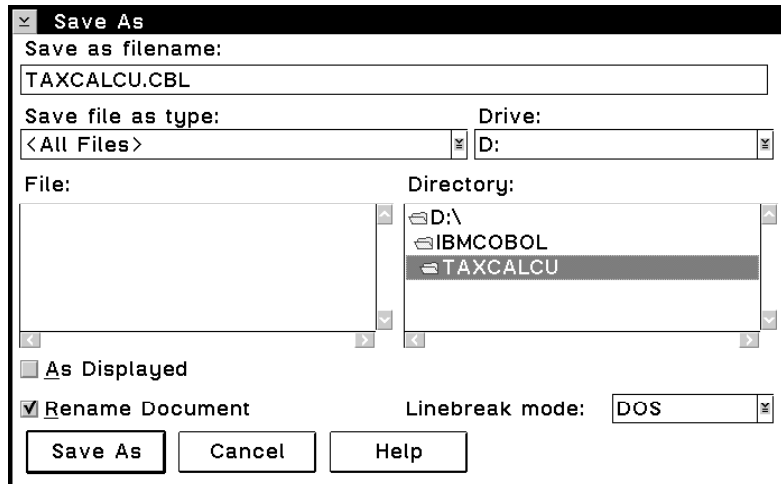 Save As
Save as filename:
TAXCALCU.CBL
Save file as type:
Drive:
<All Files>
D:
File:
Directory:
D:\
IBMCOBOL
TAXCALCU
As Displayed
Rename Document
Linebreak mode:
DOS
Save As
Cancel
Help